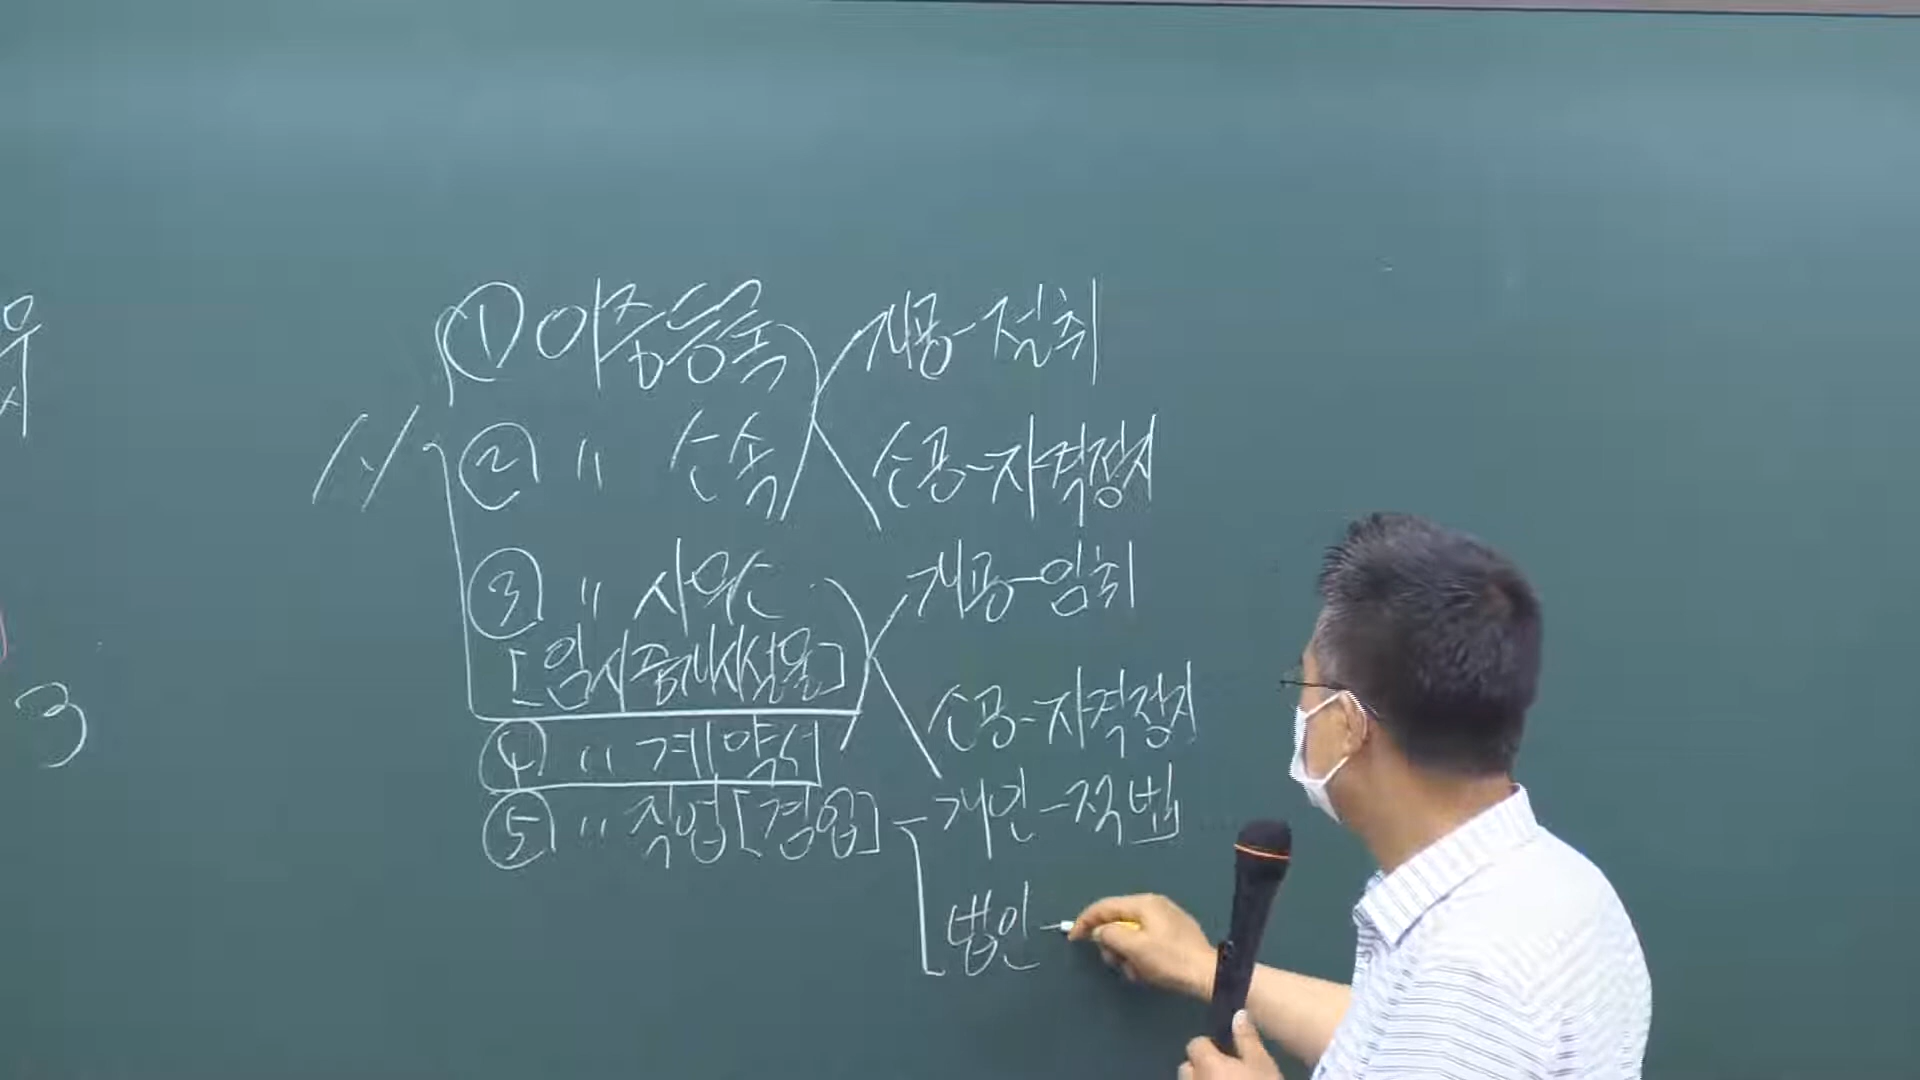 ① 이중등록 개공-절취
시 ② 〃 소속 소공-자격정지
③ 〃 사무소 개공-임취
[임시중개시설물] 소공-자격정지
④ 〃 계약서
⑤ 〃 직업[겸업] 개인-적법
법인-
3